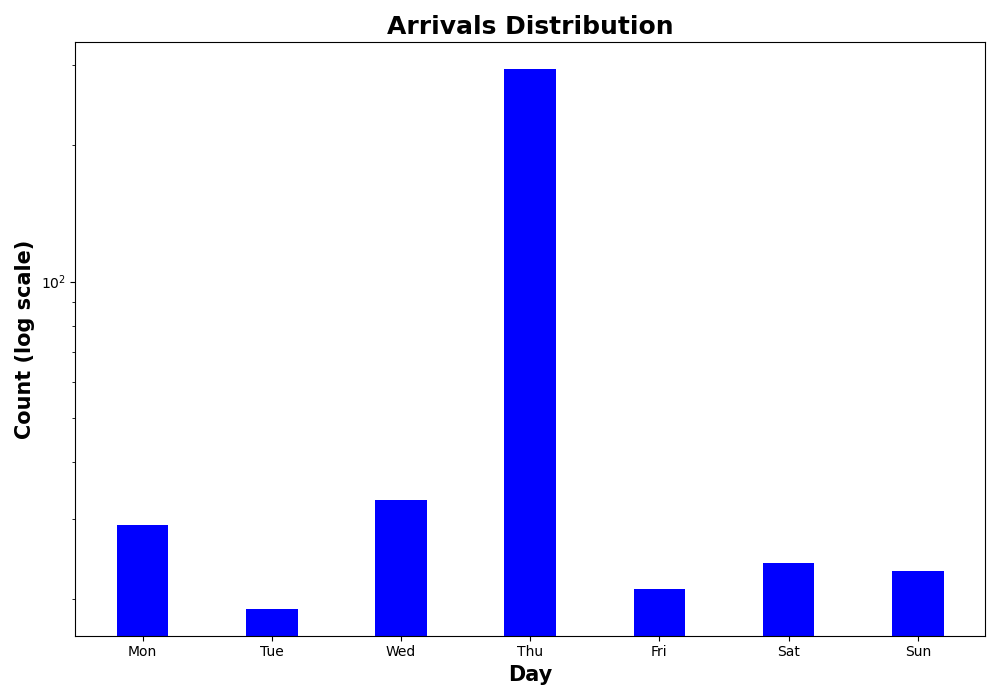 Arrivals Distribution
Count (log scale)
10²
Mon Tue Wed Thu Fri Sat Sun
Day